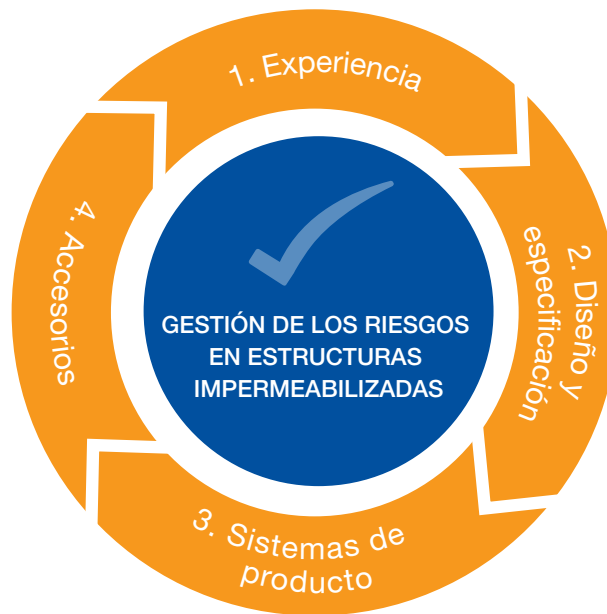 1. Experiencia
2. Diseño y
especificación
3. Sistemas de
producto
4. Accesorios
GESTIÓN DE LOS RIESGOS
EN ESTRUCTURAS
IMPERMEABILIZADAS